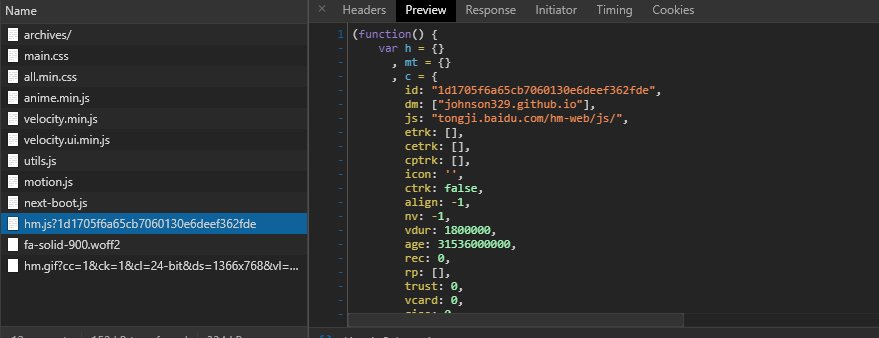 Name
archives/
main.css
all.min.css
anime.min.js
velocity.min.js
velocity.ui.min.js
utils.js
motion.js
next-boot.js
hm.js?1d1705f6a65cb7060130e6deef362fde
fa-solid-900.woff2
hm.gif?cc=1&ck=1&cl=24-bit&ds=1366x768&vl=...
× Headers Preview Response Initiator Timing Cookies
1 (function() {
- var h = {}
- , mt = {}
- , c = {
- id: "1d1705f6a65cb7060130e6deef362fde",
- dm: ["johnson329.github.io"],
- js: "tongji.baidu.com/hm-web/js/",
- etrk: [],
- cetrk: [],
- cptrk: [],
- icon: '',
- ctrk: false,
- align: -1,
- nv: -1,
- vdur: 1800000,
- age: 31536000000,
- rec: 0,
- rp: [],
- trust: 0,
- vcard: 0,